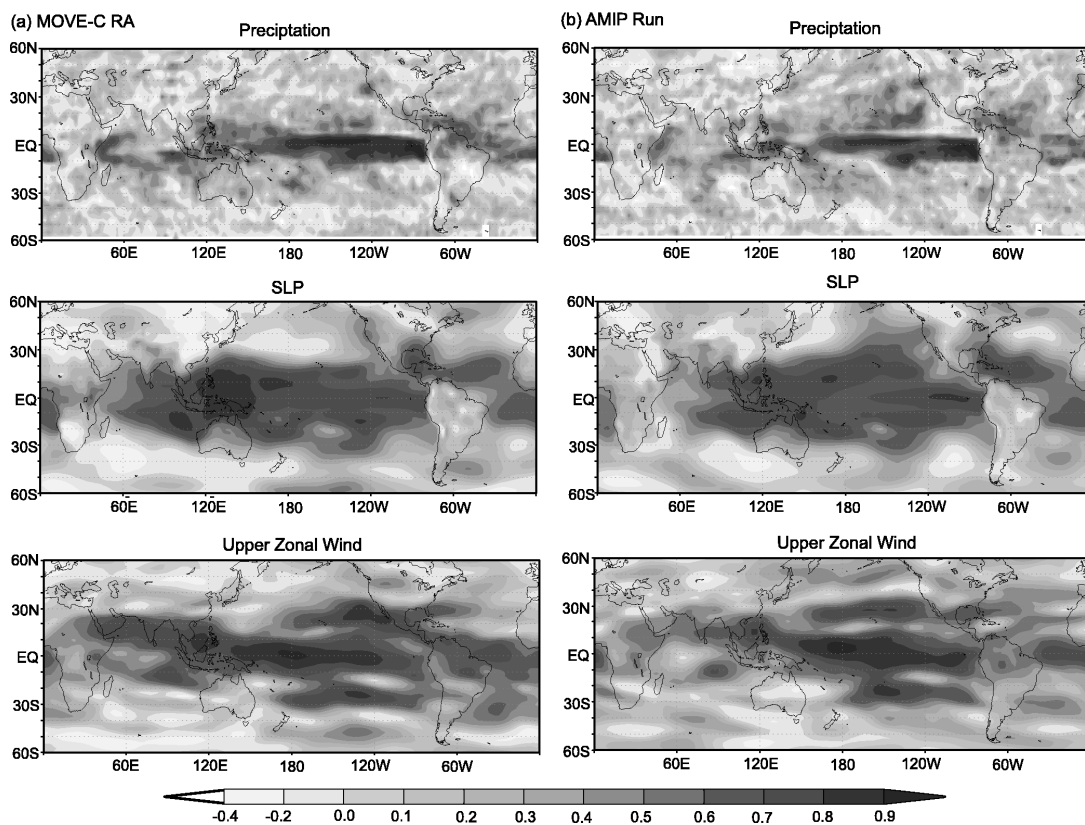 (a) MOVE-C RA
(b) AMIP Run
Preciptation
Preciptation
60N
30N
EQ
30S
60S
60E 120E 180 120W 60W
60N
30N
EQ
30S
60S
60E 120E 180 120W 60W
SLP
SLP
60N
30N
EQ
30S
60S
60E 120E 180 120W 60W
60N
30N
EQ
30S
60S
60E 120E 180 120W 60W
Upper Zonal Wind
Upper Zonal Wind
60N
30N
EQ
30S
60S
60E 120E 180 120W 60W
60N
30N
EQ
30S
60S
60E 120E 180 120W 60W
-0.4 -0.2 0.0 0.1 0.2 0.3 0.4 0.5 0.6 0.7 0.8 0.9